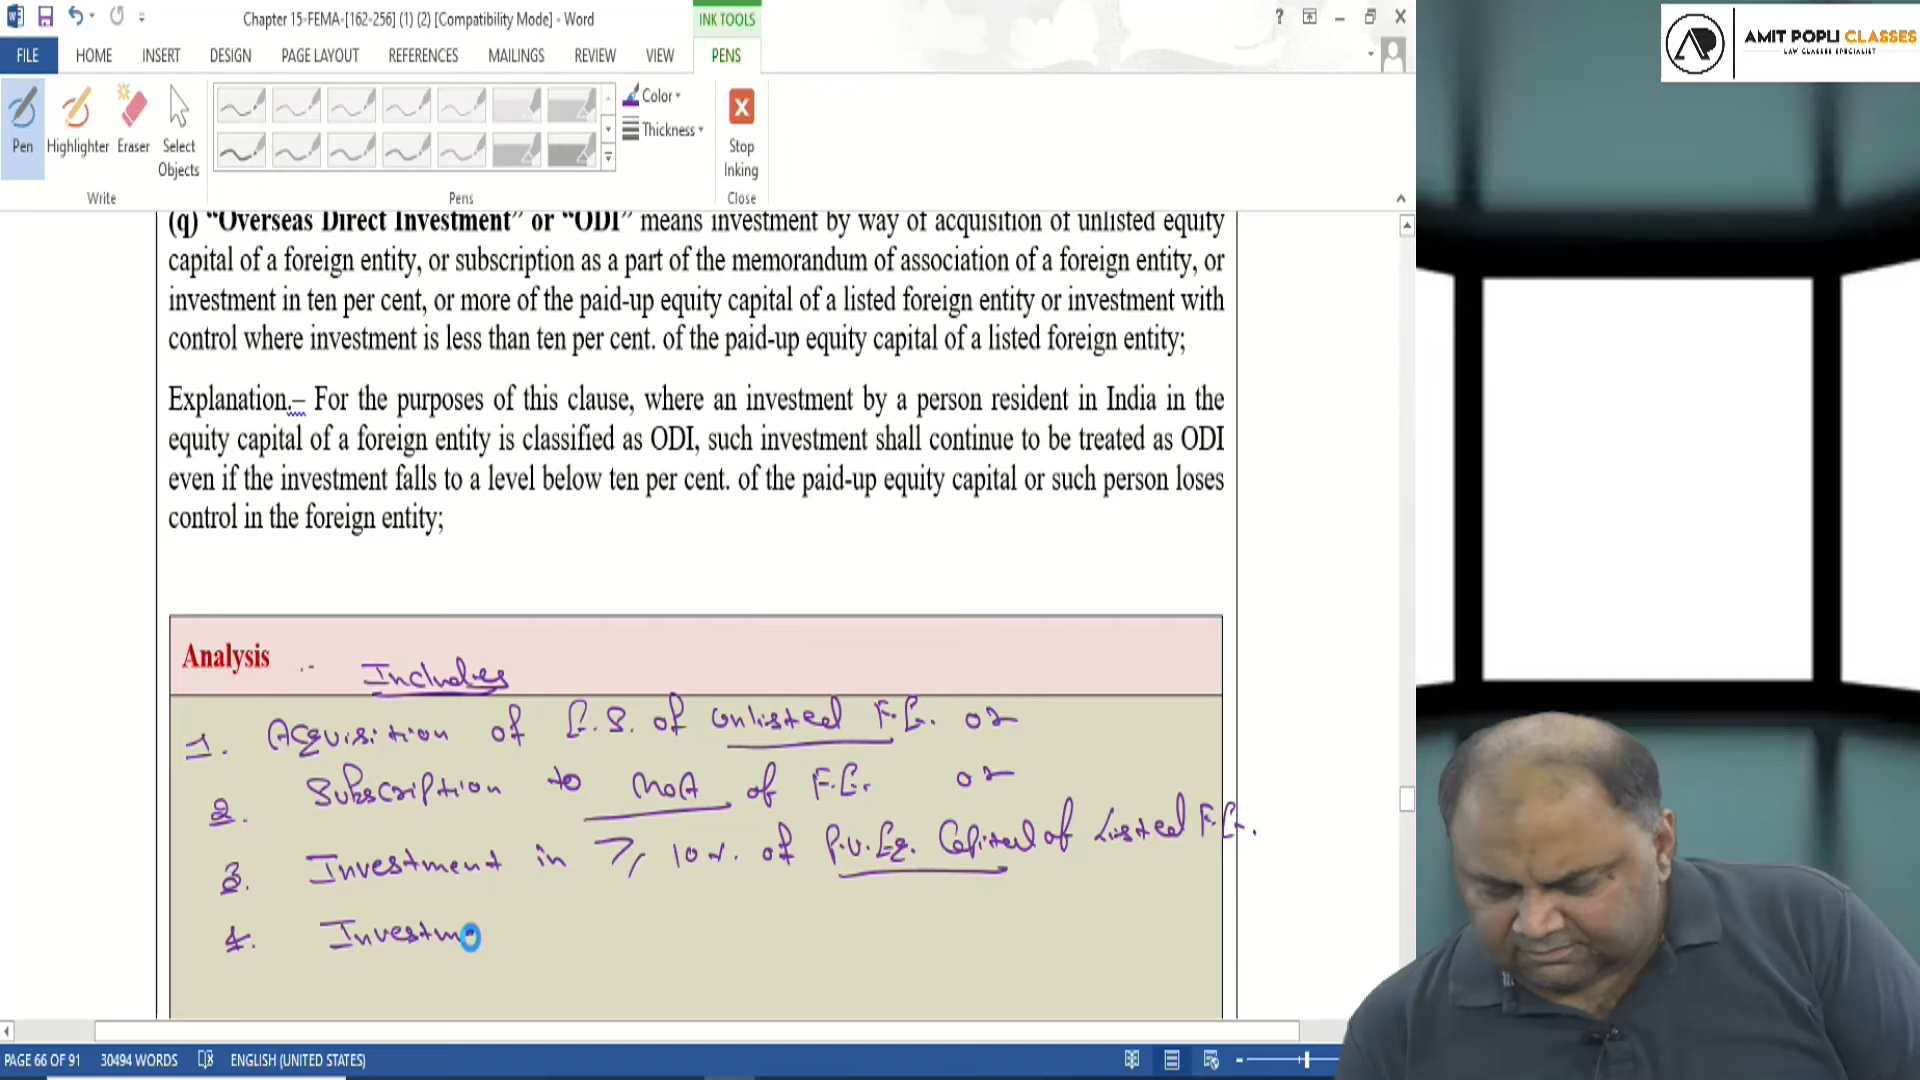 Chapter 15-FEMA-[162-256] (1) (2) [Compatibility Mode] - Word
INK TOOLS
FILE HOME INSERT DESIGN PAGE LAYOUT REFERENCES MAILINGS REVIEW VIEW PENS
AMIT POPLI CLASSES
LAW CLASSES SPECIALIST
Pen Highlighter Eraser Select Objects
Color
Thickness
Stop Inking
Write Pens Close
(q) “Overseas Direct Investment” or “ODI” means investment by way of acquisition of unlisted equity
capital of a foreign entity, or subscription as a part of the memorandum of association of a foreign entity, or
investment in ten per cent, or more of the paid-up equity capital of a listed foreign entity or investment with
control where investment is less than ten per cent. of the paid-up equity capital of a listed foreign entity;
Explanation.– For the purposes of this clause, where an investment by a person resident in India in the
equity capital of a foreign entity is classified as ODI, such investment shall continue to be treated as ODI
even if the investment falls to a level below ten per cent. of the paid-up equity capital or such person loses
control in the foreign entity;
Analysis Includes
1. Acquisition of E.S. of Unlisted F.E. or
2. Subscription to MOA of F.E. or
3. Investment in ≥ 10%. of P.U. Eq. Capital of Listed F.E.
4. Investm
PAGE 66 OF 91 30494 WORDS ENGLISH (UNITED STATES)